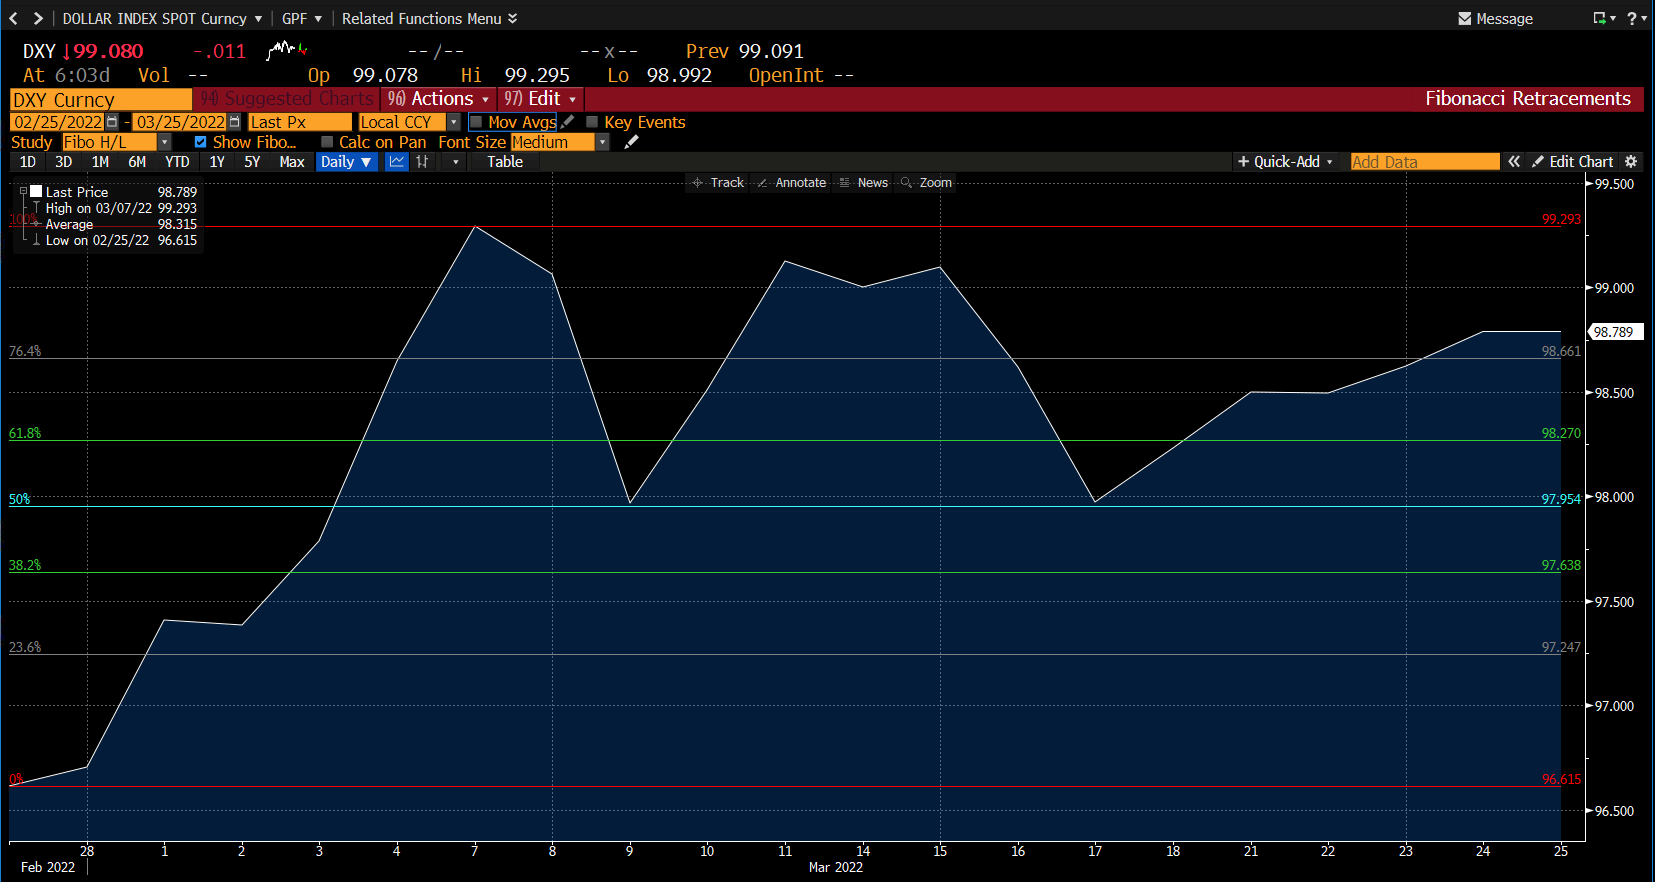 DOLLAR INDEX SPOT Curncy GPF Related Functions Menu Message ?
DXY ↓99.080 -.011 --/-- --x-- Prev 99.091
At 6:03d Vol -- Op 99.078 Hi 99.295 Lo 98.992 OpenInt --
DXY Curncy 94) Suggested Charts 96) Actions 97) Edit Fibonacci Retracements
02/25/2022 - 03/25/2022 Last Px Local CCY Mov Avgs Key Events
Study Fibo H/L Show Fibo... Calc on Pan Font Size Medium
1D 3D 1M 6M YTD 1Y 5Y Max Daily ▼ Table + Quick-Add Add Data « Edit Chart
Track Annotate News Zoom
Last Price 98.789
High on 03/07/22 99.293
Average 98.315
Low on 02/25/22 96.615
99.500
100% 99.293
99.000
98.789
76.4% 98.661
98.500
61.8% 98.270
98.000
50% 97.954
38.2% 97.638
97.500
23.6% 97.247
97.000
0% 96.615
96.500
28 1 2 3 4 7 8 9 10 11 14 15 16 17 18 21 22 23 24 25
Feb 2022 Mar 2022